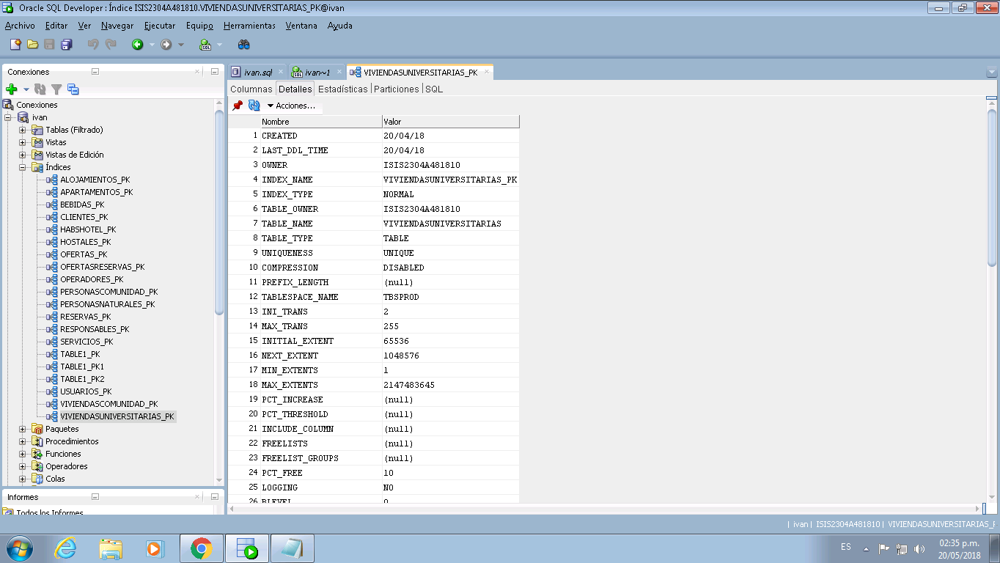 Oracle SQL Developer : Índice ISIS2304A481810.VIVIENDASUNIVERSITARIAS_PK@ivan
Archivo Editar Ver Navegar Ejecutar Equipo Herramientas Ventana Ayuda
Conexiones
Conexiones
ivan
Tablas (Filtrado)
Vistas
Vistas de Edición
Índices
ALOJAMIENTOS_PK
APARTAMENTOS_PK
BEBIDAS_PK
CLIENTES_PK
HABSHOTEL_PK
HOSTALES_PK
OFERTAS_PK
OFERTASRESERVAS_PK
OPERADORES_PK
PERSONASCOMUNIDAD_PK
PERSONASNATURALES_PK
RESERVAS_PK
RESPONSABLES_PK
SERVICIOS_PK
TABLE1_PK
TABLE1_PK1
TABLE1_PK2
USUARIOS_PK
VIVIENDASCOMUNIDAD_PK
VIVIENDASUNIVERSITARIAS_PK
Paquetes
Procedimientos
Funciones
Operadores
Colas
Informes
Todos los Informes
ivan.sql ivan~1 VIVIENDASUNIVERSITARIAS_PK
Columnas Detalles Estadísticas Particiones SQL
Acciones...
Nombre Valor
1 CREATED 20/04/18
2 LAST_DDL_TIME 20/04/18
3 OWNER ISIS2304A481810
4 INDEX_NAME VIVIENDASUNIVERSITARIAS_PK
5 INDEX_TYPE NORMAL
6 TABLE_OWNER ISIS2304A481810
7 TABLE_NAME VIVIENDASUNIVERSITARIAS
8 TABLE_TYPE TABLE
9 UNIQUENESS UNIQUE
10 COMPRESSION DISABLED
11 PREFIX_LENGTH (null)
12 TABLESPACE_NAME TBSPROD
13 INI_TRANS 2
14 MAX_TRANS 255
15 INITIAL_EXTENT 65536
16 NEXT_EXTENT 1048576
17 MIN_EXTENTS 1
18 MAX_EXTENTS 2147483645
19 PCT_INCREASE (null)
20 PCT_THRESHOLD (null)
21 INCLUDE_COLUMN (null)
22 FREELISTS (null)
23 FREELIST_GROUPS (null)
24 PCT_FREE 10
25 LOGGING NO
26 BLEVEL 0
| ivan | ISIS2304A481810 | VIVIENDASUNIVERSITARIAS_P
ES
02:35 p.m.
20/05/2018